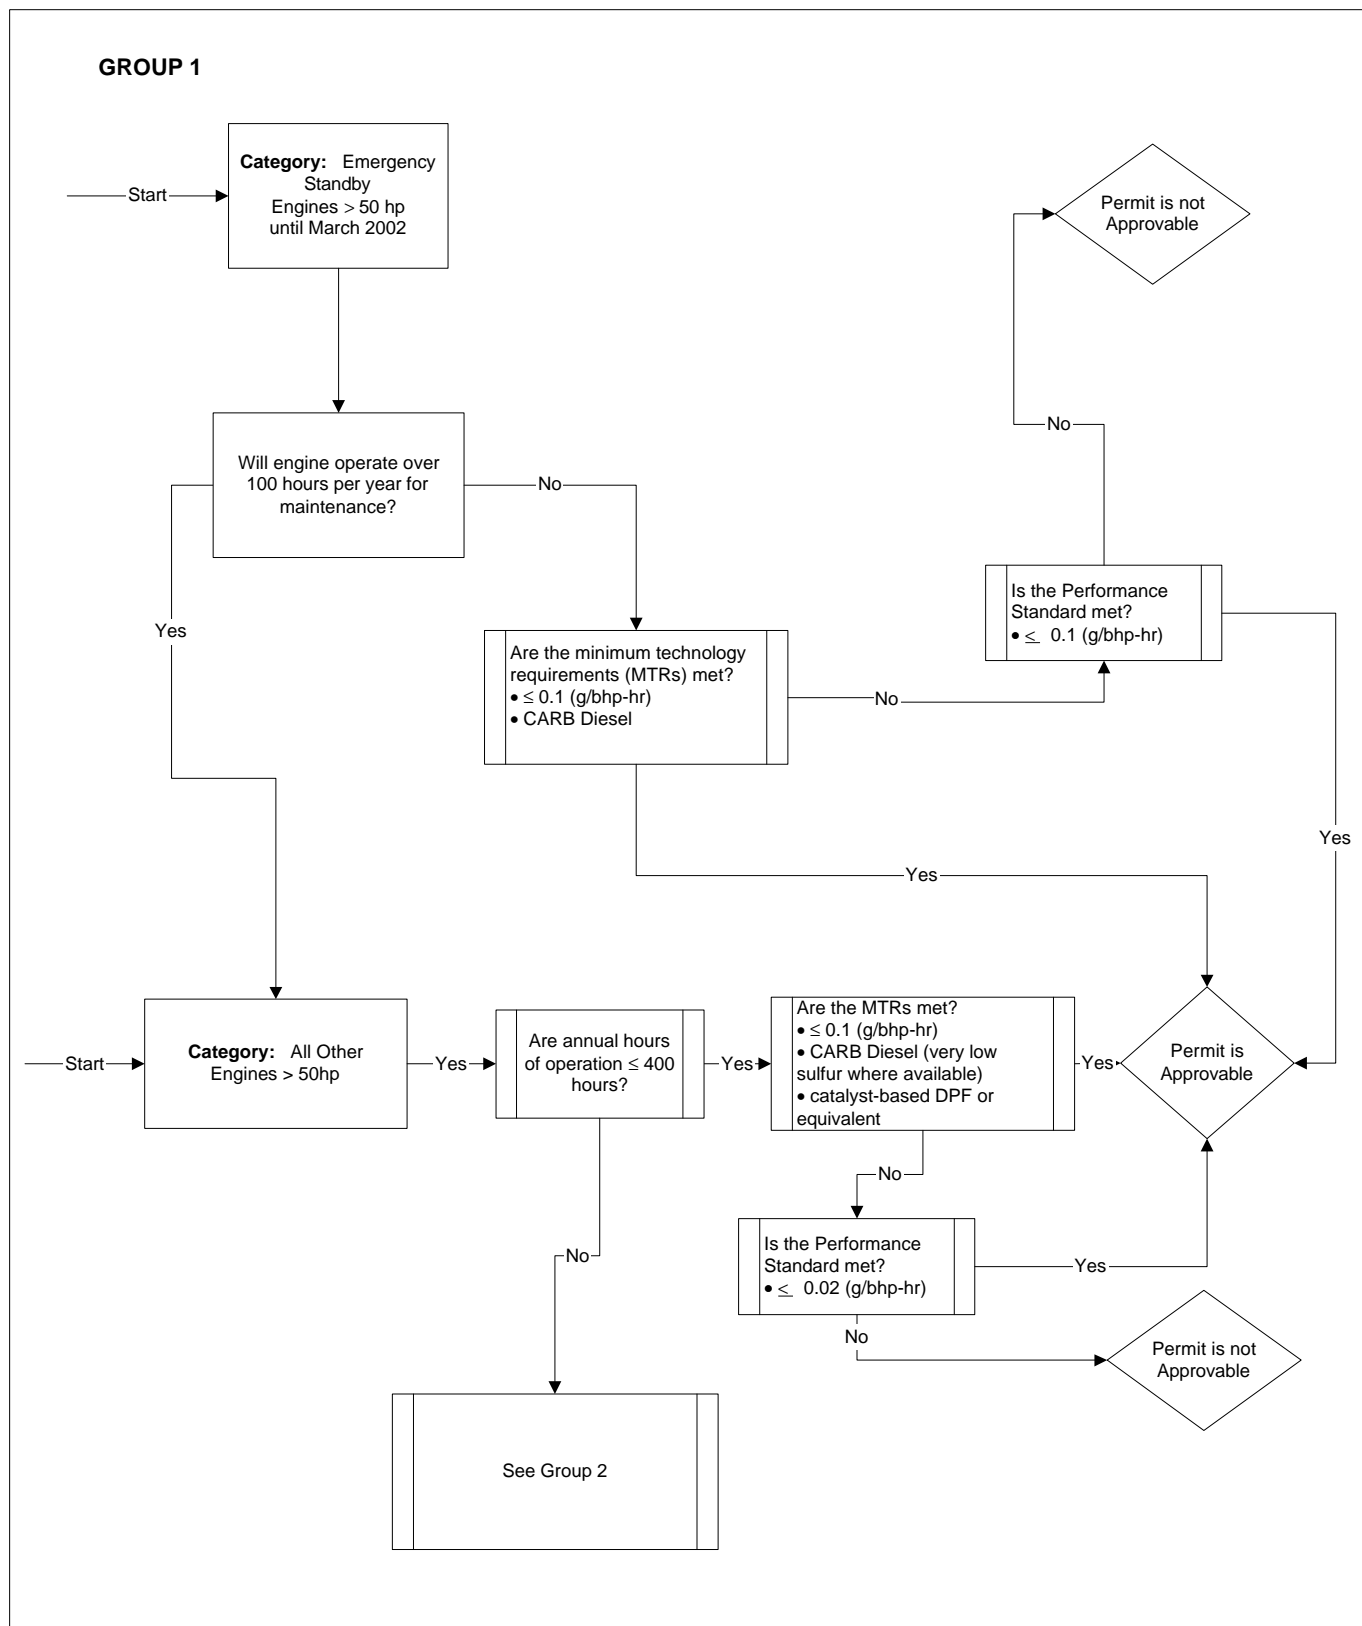 GROUP 1
Category: Emergency
Standby
Engines > 50 hp
until March 2002
Start
Permit is not
Approvable
Will engine operate over
100 hours per year for
maintenance?
No
No
Is the Performance
Standard met?
• ≤ 0.1 (g/bhp-hr)
Yes
Are the minimum technology
requirements (MTRs) met?
• ≤ 0.1 (g/bhp-hr)
• CARB Diesel
No
Yes
Yes
Start
Category: All Other
Engines > 50hp
Yes
Are annual hours
of operation ≤ 400
hours?
Yes
Are the MTRs met?
• ≤ 0.1 (g/bhp-hr)
• CARB Diesel (very low
sulfur where available)
• catalyst-based DPF or
equivalent
Yes
Permit is
Approvable
No
No
Is the Performance
Standard met?
• ≤ 0.02 (g/bhp-hr)
Yes
No
Permit is not
Approvable
See Group 2